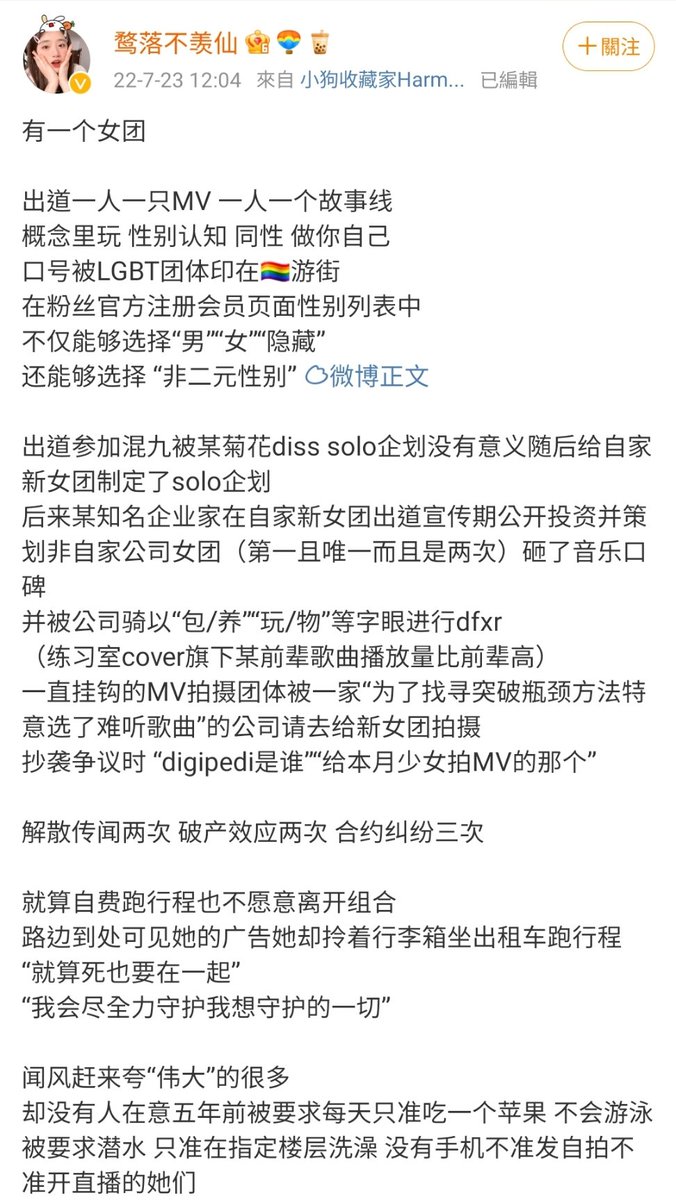 鹜落不羡仙
+關注
22-7-23 12:04 來自 小狗收藏家Harm... 已編輯
有一个女团
出道一人一只MV 一人一个故事线
概念里玩 性别认知 同性 做你自己
口号被LGBT团体印在🏳️‍🌈游街
在粉丝官方注册会员页面性别列表中
不仅能够选择“男”“女”“隐藏”
还能够选择 “非二元性别” 微博正文
出道参加混九被某菊花diss solo企划没有意义随后给自家
新女团制定了solo企划
后来某知名企业家在自家新女团出道宣传期公开投资并策
划非自家公司女团（第一且唯一而且是两次）砸了音乐口
碑
并被公司骑以“包/养”“玩/物”等字眼进行dfxr
（练习室cover旗下某前辈歌曲播放量比前辈高）
一直挂钩的MV拍摄团体被一家“为了找寻突破瓶颈方法特
意选了难听歌曲”的公司请去给新女团拍摄
抄袭争议时 “digipedi是谁”“给本月少女拍MV的那个”
解散传闻两次 破产效应两次 合约纠纷三次
就算自费跑行程也不愿意离开组合
路边到处可见她的广告她却拎着行李箱坐出租车跑行程
“就算死也要在一起”
“我会尽全力守护我想守护的一切”
闻风赶来夸“伟大”的很多
却没有人在意五年前被要求每天只准吃一个苹果 不会游泳
被要求潜水 只准在指定楼层洗澡 没有手机不准发自拍不
准开直播的她们